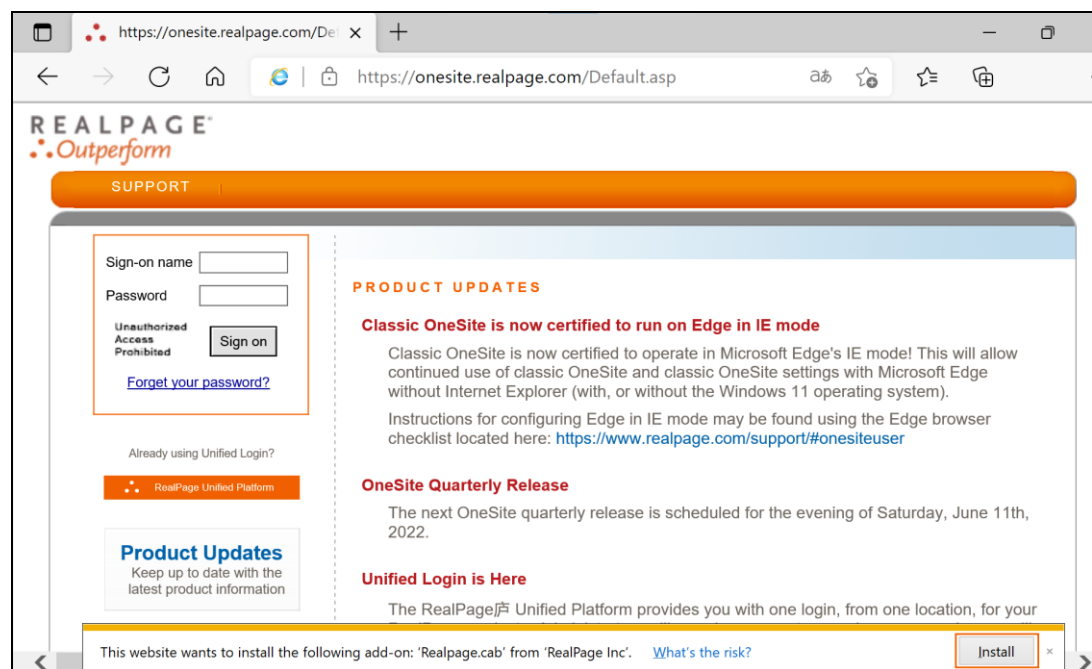 https://onesite.realpage.com/De
https://onesite.realpage.com/Default.asp
aあ
REALPAGE
Outperform
SUPPORT
Sign-on name
Password
Unauthorized
Access
Prohibited
Sign on
Forget your password?
Already using Unified Login?
RealPage Unified Platform
Product Updates
Keep up to date with the
latest product information
PRODUCT UPDATES
Classic OneSite is now certified to run on Edge in IE mode
Classic OneSite is now certified to operate in Microsoft Edge's IE mode! This will allow
continued use of classic OneSite and classic OneSite settings with Microsoft Edge
without Internet Explorer (with, or without the Windows 11 operating system).
Instructions for configuring Edge in IE mode may be found using the Edge browser
checklist located here: https://www.realpage.com/support/#onesiteuser
OneSite Quarterly Release
The next OneSite quarterly release is scheduled for the evening of Saturday, June 11th,
2022.
Unified Login is Here
The RealPage庐 Unified Platform provides you with one login, from one location, for your
This website wants to install the following add-on: 'Realpage.cab' from 'RealPage Inc'. What's the risk?
Install